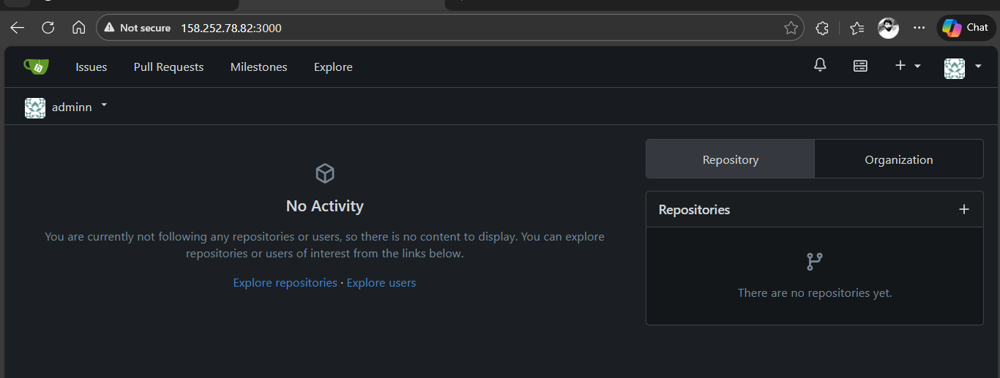 Not secure 158.252.78.82:3000
Chat
Issues Pull Requests Milestones Explore
adminn
Repository Organization
No Activity
Repositories
You are currently not following any repositories or users, so there is no content to display. You can explore
repositories or users of interest from the links below.
Explore repositories · Explore users
There are no repositories yet.